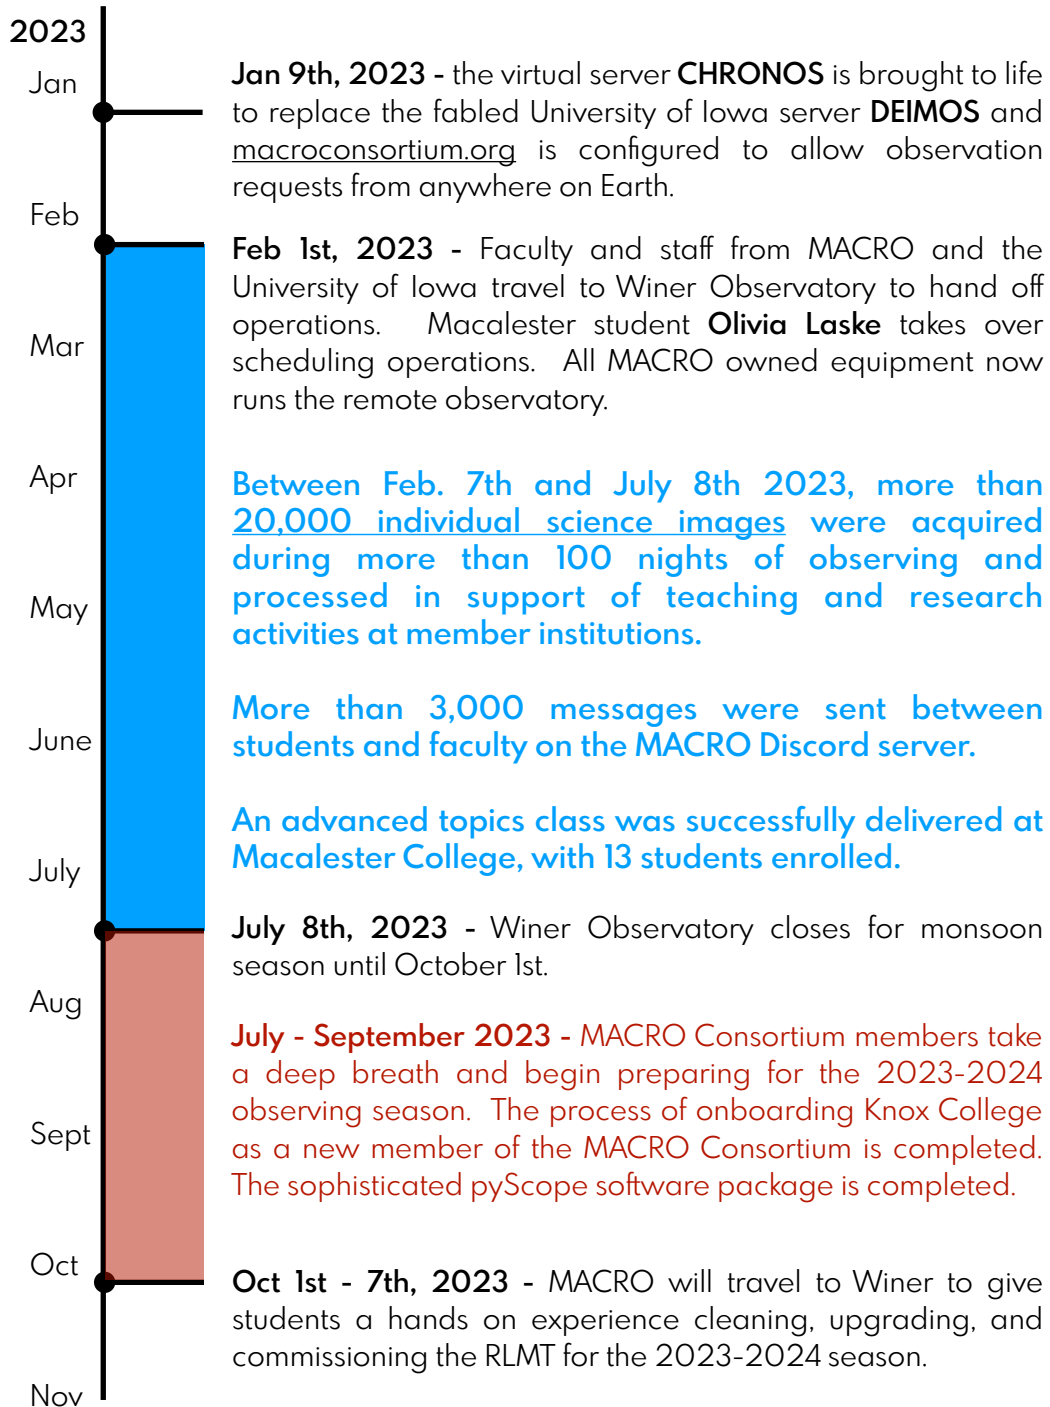 2023
Jan
Jan 9th, 2023 - the virtual server CHRONOS is brought to life
to replace the fabled University of Iowa server DEIMOS and
macroconsortium.org is configured to allow observation
requests from anywhere on Earth.
Feb
Feb 1st, 2023 - Faculty and staff from MACRO and the
University of Iowa travel to Winer Observatory to hand off
operations. Macalester student Olivia Laske takes over
scheduling operations. All MACRO owned equipment now
runs the remote observatory.
Mar
Apr
Between Feb. 7th and July 8th 2023, more than
20,000 individual science images were acquired
during more than 100 nights of observing and
processed in support of teaching and research
activities at member institutions.
May
More than 3,000 messages were sent between
students and faculty on the MACRO Discord server.
June
An advanced topics class was successfully delivered at
Macalester College, with 13 students enrolled.
July
July 8th, 2023 - Winer Observatory closes for monsoon
season until October 1st.
Aug
July - September 2023 - MACRO Consortium members take
a deep breath and begin preparing for the 2023-2024
observing season. The process of onboarding Knox College
as a new member of the MACRO Consortium is completed.
The sophisticated pyScope software package is completed.
Sept
Oct
Oct 1st - 7th, 2023 - MACRO will travel to Winer to give
students a hands on experience cleaning, upgrading, and
commissioning the RLMT for the 2023-2024 season.
Nov